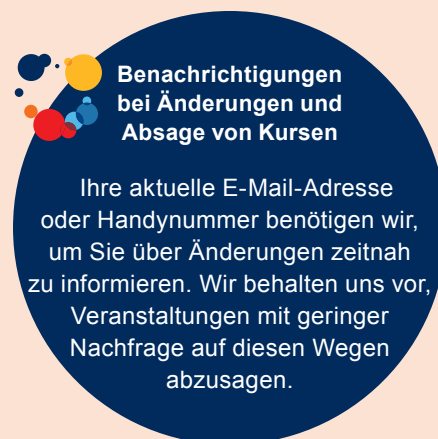 Benachrichtigungen
bei Änderungen und
Absage von Kursen
Ihre aktuelle E-Mail-Adresse
oder Handynummer benötigen wir,
um Sie über Änderungen zeitnah
zu informieren. Wir behalten uns vor,
Veranstaltungen mit geringer
Nachfrage auf diesen Wegen
abzusagen.